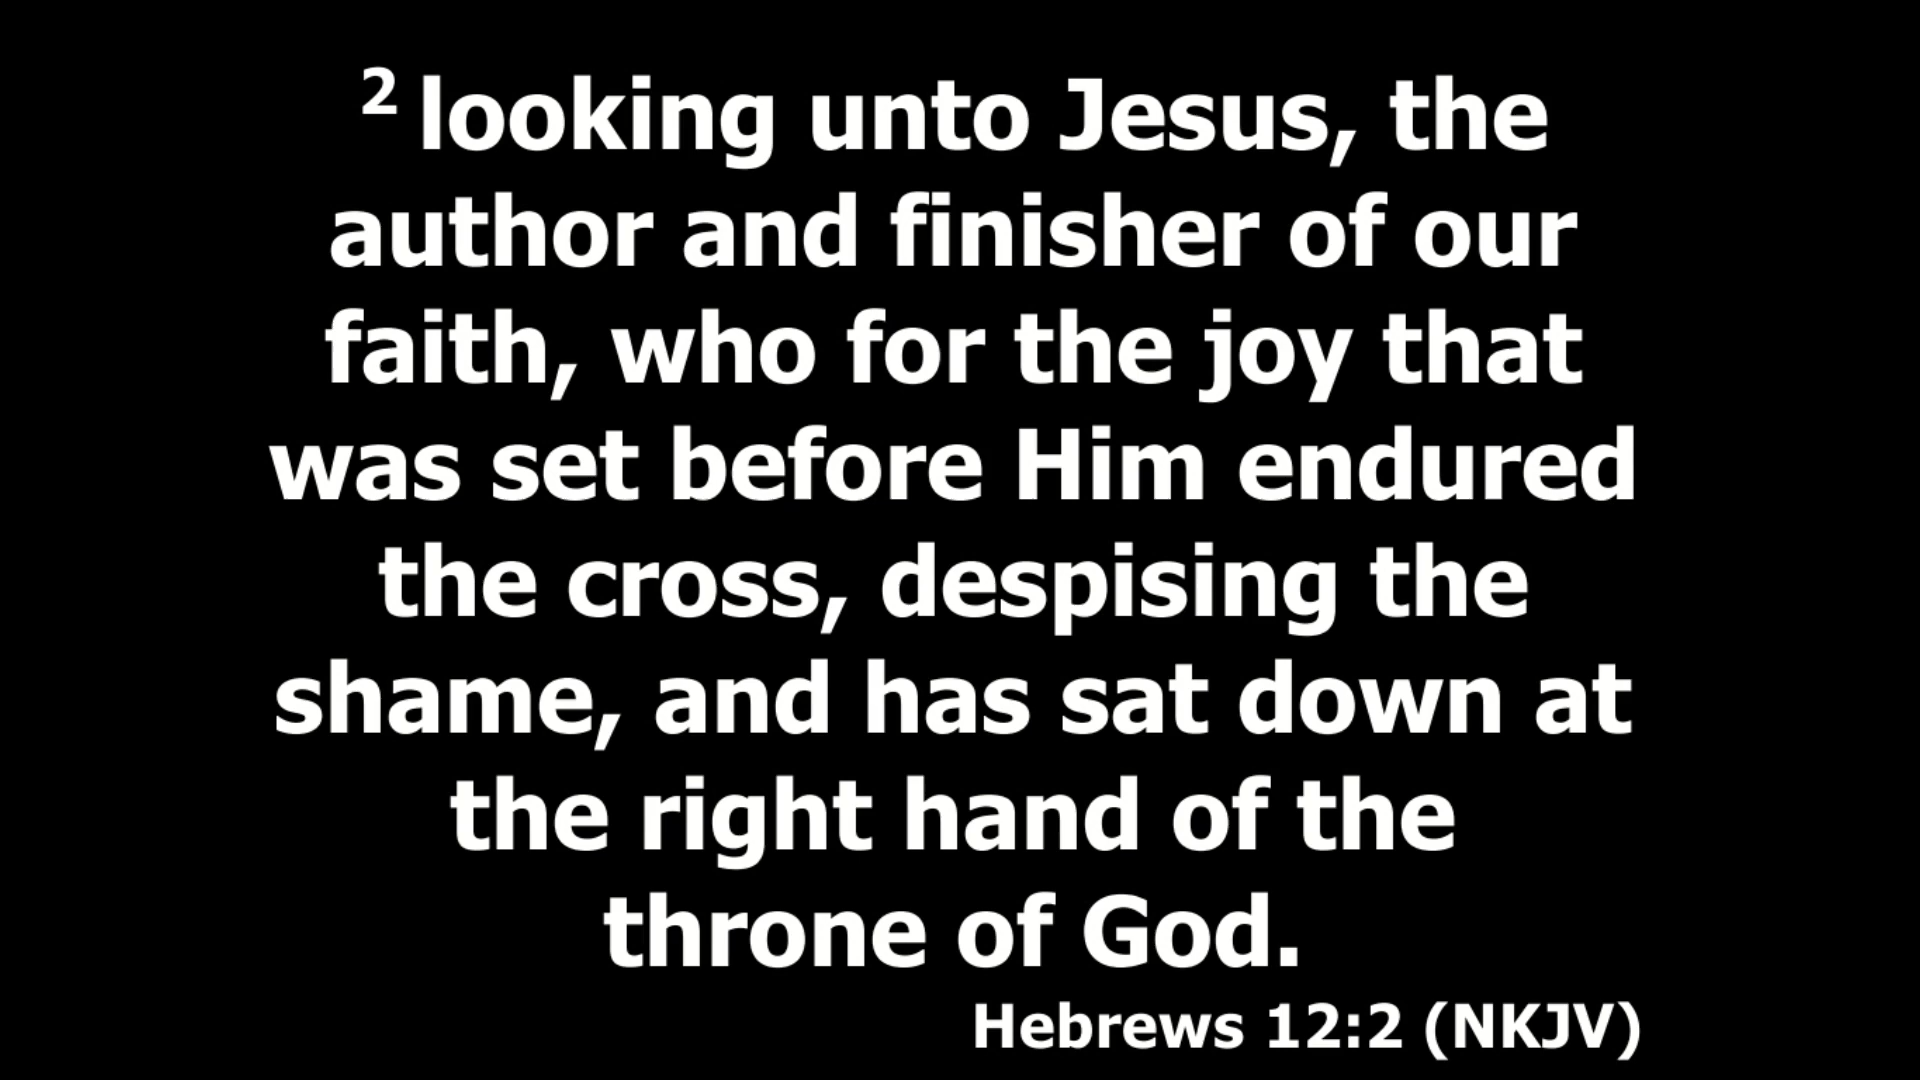 2 looking unto Jesus, the
author and finisher of our
faith, who for the joy that
was set before Him endured
the cross, despising the
shame, and has sat down at
the right hand of the
throne of God.
Hebrews 12:2 (NKJV)